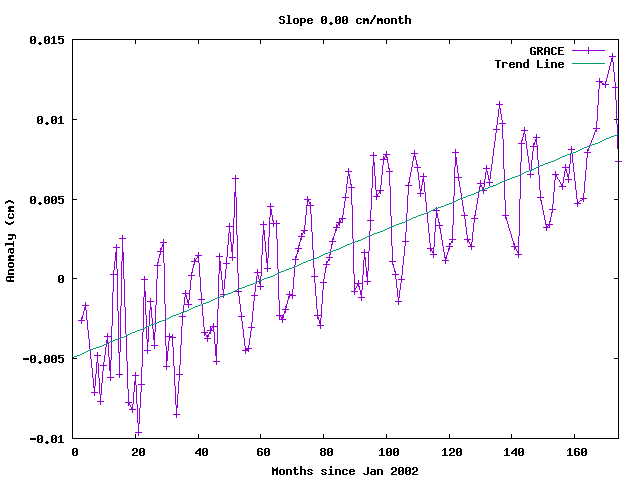 Slope 0.00 cm/month
0.015
GRACE
Trend Line
0.01
0.005
Anomaly (cm)
0
-0.005
-0.01
0 20 40 60 80 100 120 140 160
Months since Jan 2002